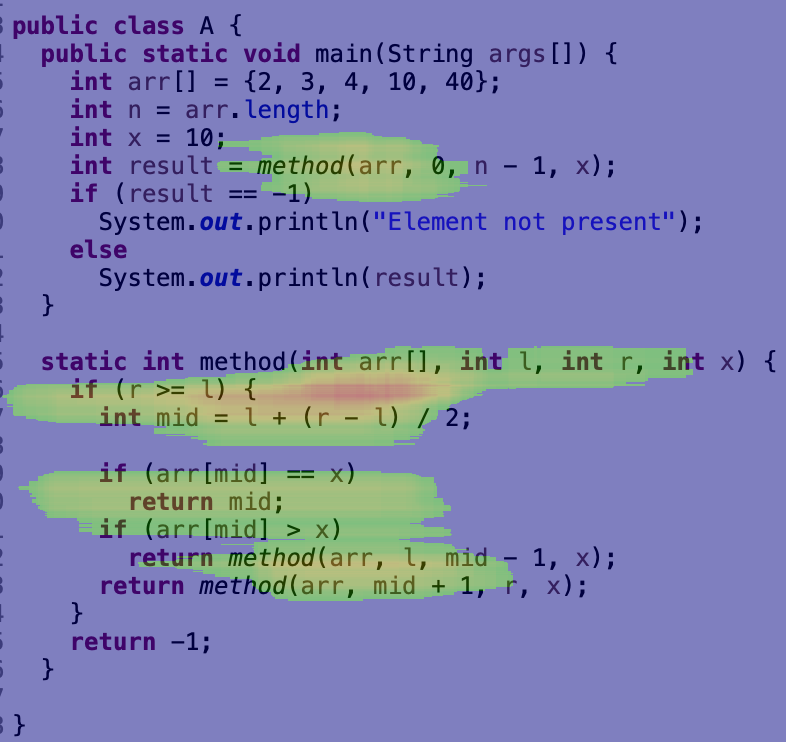 public class A {
  public static void main(String args[]) {
    int arr[] = {2, 3, 4, 10, 40};
    int n = arr.length;
    int x = 10;
    int result = method(arr, 0, n - 1, x);
    if (result == -1)
      System.out.println("Element not present");
    else
      System.out.println(result);
  }

  static int method(int arr[], int l, int r, int x) {
    if (r >= l) {
      int mid = l + (r - l) / 2;

      if (arr[mid] == x)
        return mid;
      if (arr[mid] > x)
        return method(arr, l, mid - 1, x);
      return method(arr, mid + 1, r, x);
    }
    return -1;
  }

}